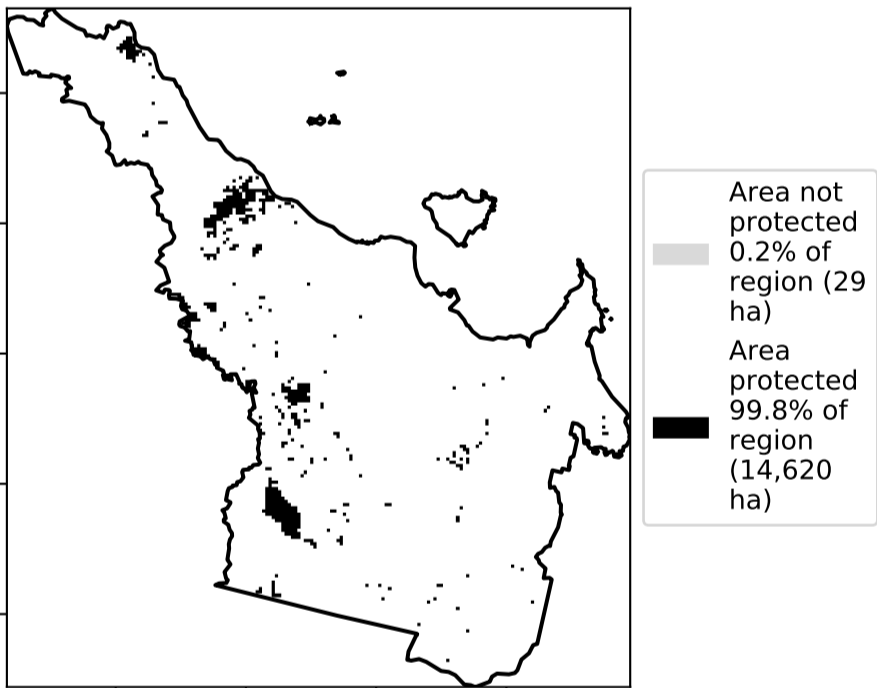 Area not
protected
0.2% of
region (29
ha)
Area
protected
99.8% of
region
(14,620
ha)